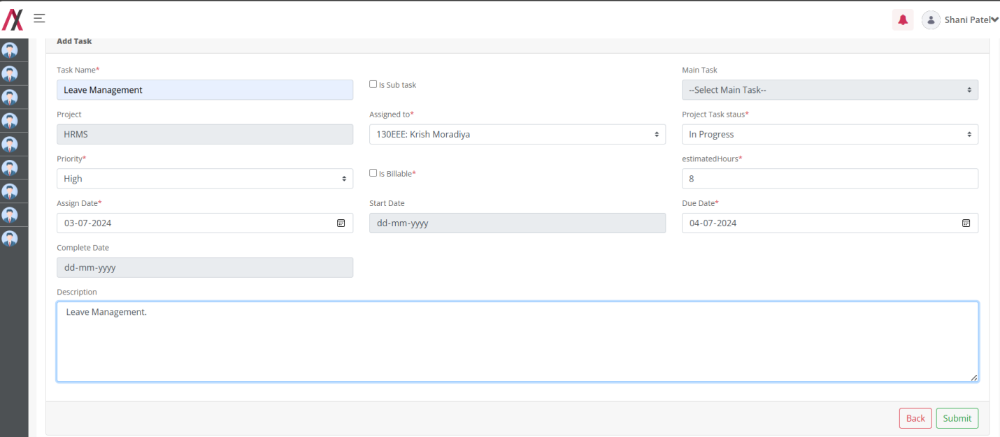 Shani Patel
Add Task
Task Name*
Leave Management
Is Sub task
Main Task
--Select Main Task--
Project
HRMS
Assigned to*
130EEE: Krish Moradiya
Project Task staus*
In Progress
Priority*
High
Is Billable*
estimatedHours*
8
Assign Date*
03-07-2024
Start Date
dd-mm-yyyy
Due Date*
04-07-2024
Complete Date
dd-mm-yyyy
Description
Leave Management.
Back
Submit